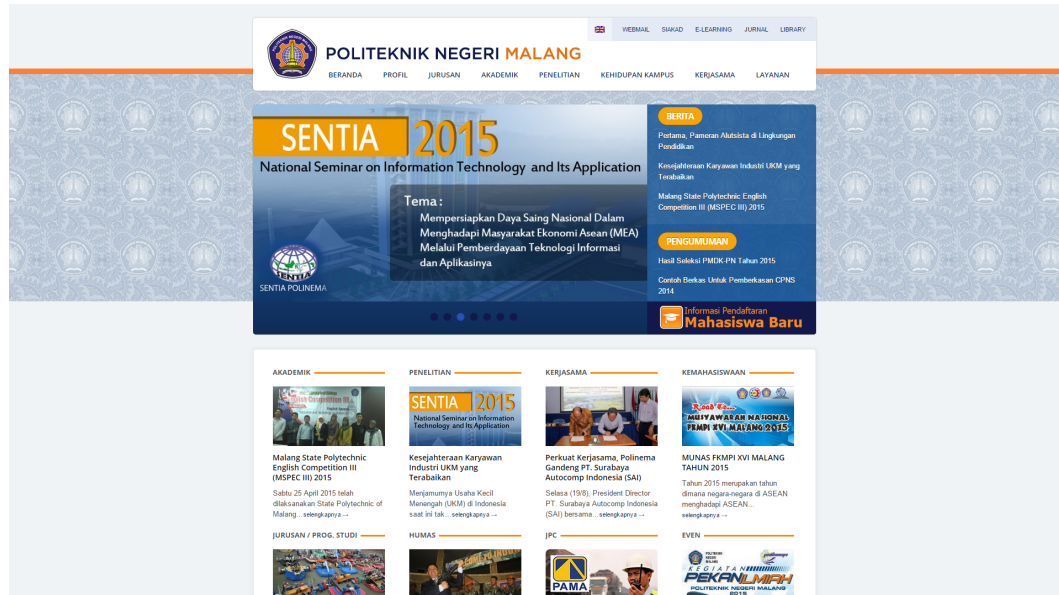 WEBMAIL SIAKAD E-LEARNING JURNAL LIBRARY
POLITEKNIK NEGERI MALANG
BERANDA PROFIL JURUSAN AKADEMIK PENELITIAN KEHIDUPAN KAMPUS KERJASAMA LAYANAN
SENTIA 2015
National Seminar on Information Technology and Its Application
Tema :
Mempersiapkan Daya Saing Nasional Dalam
Menghadapi Masyarakat Ekonomi Asean (MEA)
Melalui Pemberdayaan Teknologi Informasi
dan Aplikasinya
SENTIA
SENTIA POLINEMA
BERITA
Pertama, Pameran Alutsista di Lingkungan
Pendidikan
Kesejahteraan Karyawan Industri UKM yang
Terabaikan
Malang State Polytechnic English
Competition III (MSPEC III) 2015
PENGUMUMAN
Hasil Seleksi PMDK-PN Tahun 2015
Contoh Berkas Untuk Pemberkasan CPNS
2014
Informasi Pendaftaran
Mahasiswa Baru
AKADEMIK
Malang State Polytechnic
English Competition III
(MSPEC III) 2015
Sabtu 25 April 2015 telah
dilaksanakan State Polytechnic of
Malang... selengkapnya →
PENELITIAN
SENTIA 2015
National Seminar on Information
Technology and Its Application
Kesejahteraan Karyawan
Industri UKM yang
Terabaikan
Menjamurnya Usaha Kecil
Menengah (UKM) di Indonesia
saat ini tak... selengkapnya →
KERJASAMA
Perkuat Kerjasama, Polinema
Gandeng PT. Surabaya
Autocomp Indonesia (SAI)
Selasa (19/8), President Director
PT. Surabaya Autocomp Indonesia
(SAI) bersama... selengkapnya →
KEMAHASISWAAN
Road to...
MUSYAWARAH NASIONAL
FKMPI XVI MALANG 2015
MUNAS FKMPI XVI MALANG
TAHUN 2015
Tahun 2015 merupakan tahun
dimana negara-negara di ASEAN
menghadapi ASEAN...
selengkapnya →
JURUSAN / PROG. STUDI
HUMAS
JPC
PAMA
EVEN
KEGIATAN
PEKAN ILMIAH
POLITEKNIK NEGERI MALANG
2015